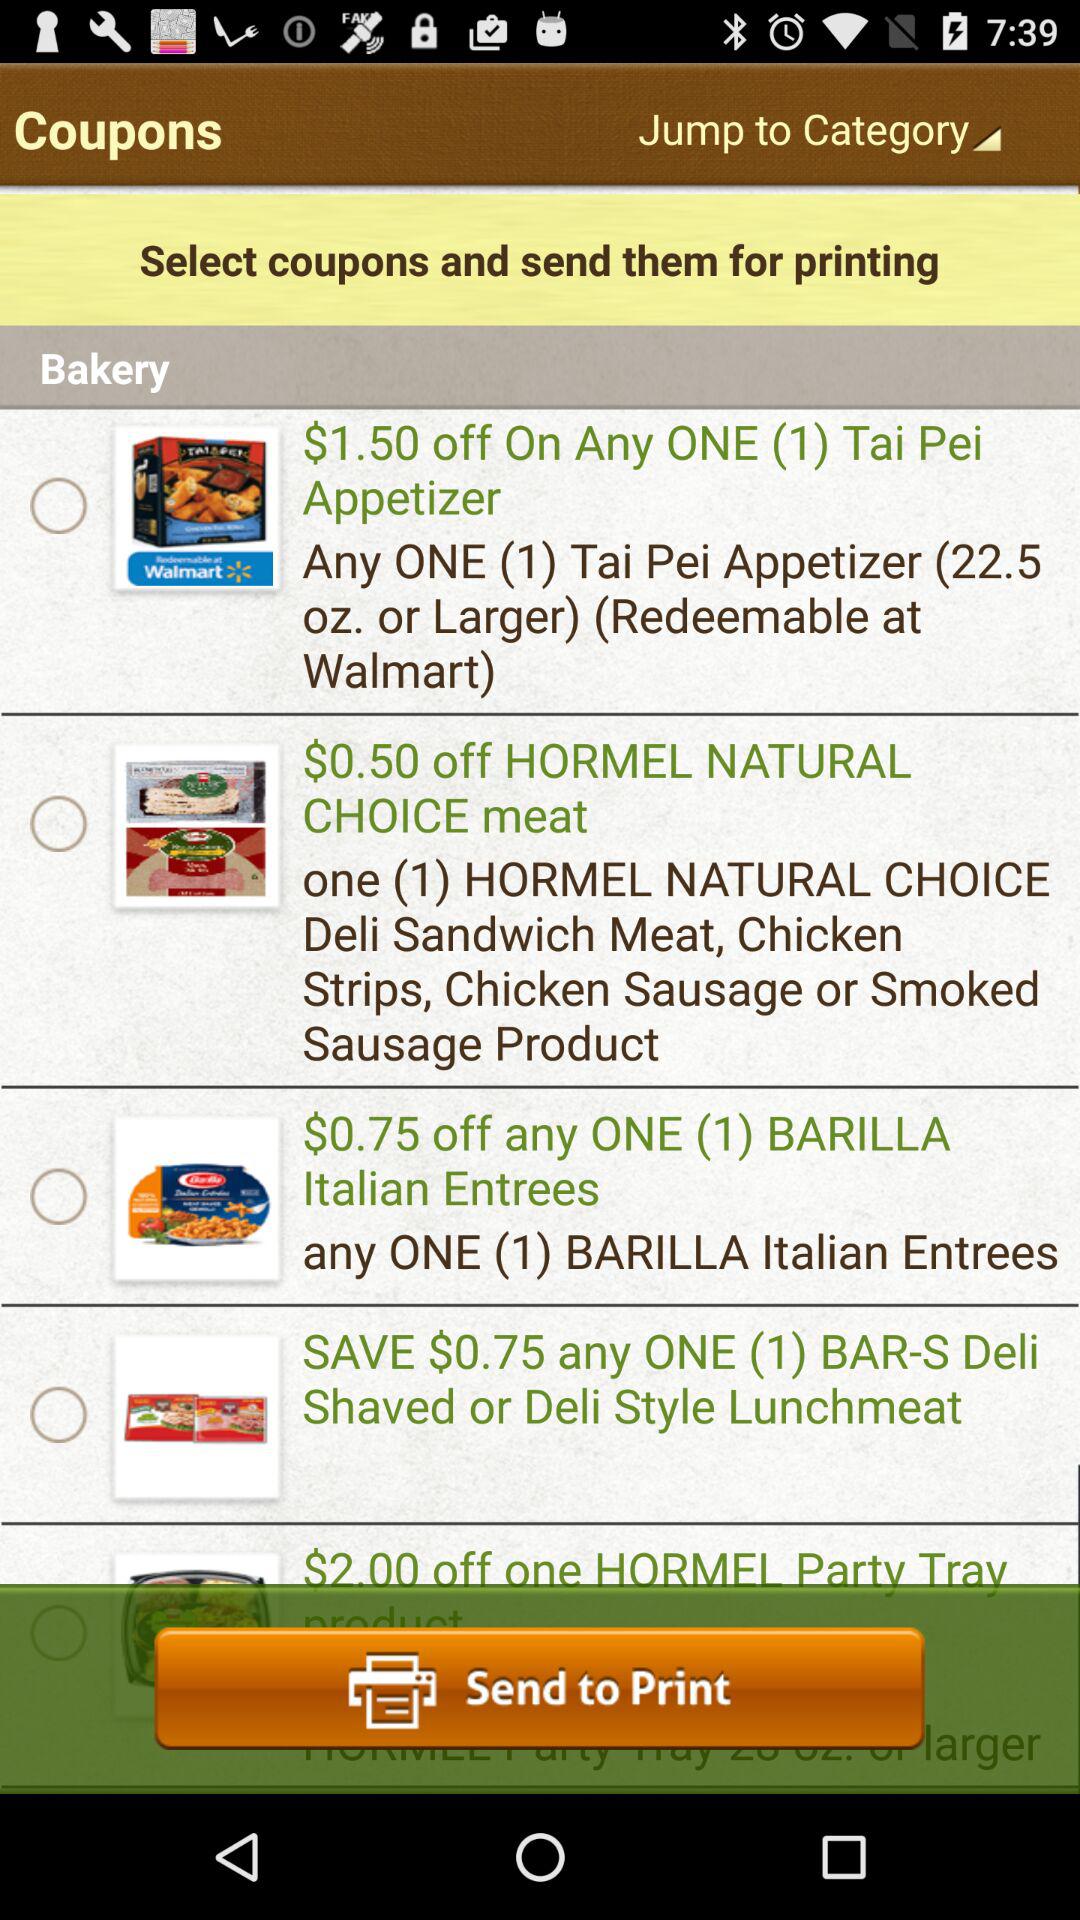 FAKE
7:39
Coupons
Jump to Category
Select coupons and send them for printing
Bakery
$1.50 off On Any ONE (1) Tai Pei
Appetizer
Any ONE (1) Tai Pei Appetizer (22.5
oz. or Larger) (Redeemable at
Walmart)
TAI PEI
Redeemable at
Walmart
$0.50 off HORMEL NATURAL
CHOICE meat
one (1) HORMEL NATURAL CHOICE
Deli Sandwich Meat, Chicken
Strips, Chicken Sausage or Smoked
Sausage Product
$0.75 off any ONE (1) BARILLA
Italian Entrees
any ONE (1) BARILLA Italian Entrees
Barilla
Italian Entrées
SAVE $0.75 any ONE (1) BAR-S Deli
Shaved or Deli Style Lunchmeat
$2.00 off one HORMEL Party Tray
product
Send to Print
HORMEL Party Tray 28 oz. or larger